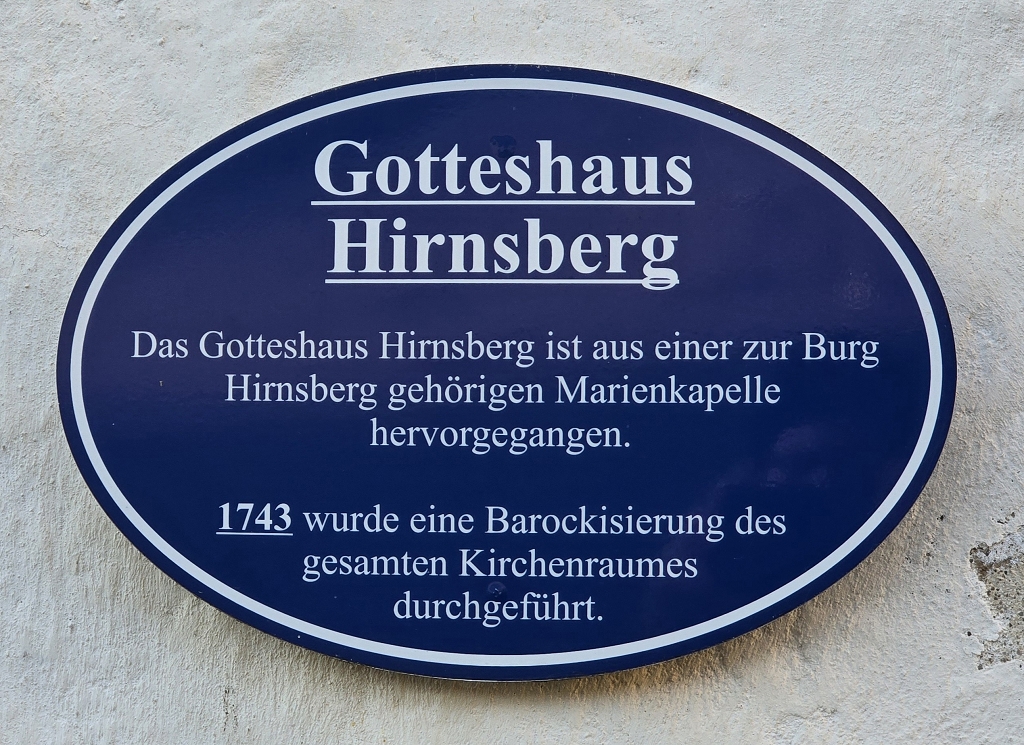 Gotteshaus
Hirnsberg
Das Gotteshaus Hirnsberg ist aus einer zur Burg
Hirnsberg gehörigen Marienkapelle
hervorgegangen.
1743 wurde eine Barockisierung des
gesamten Kirchenraumes
durchgeführt.